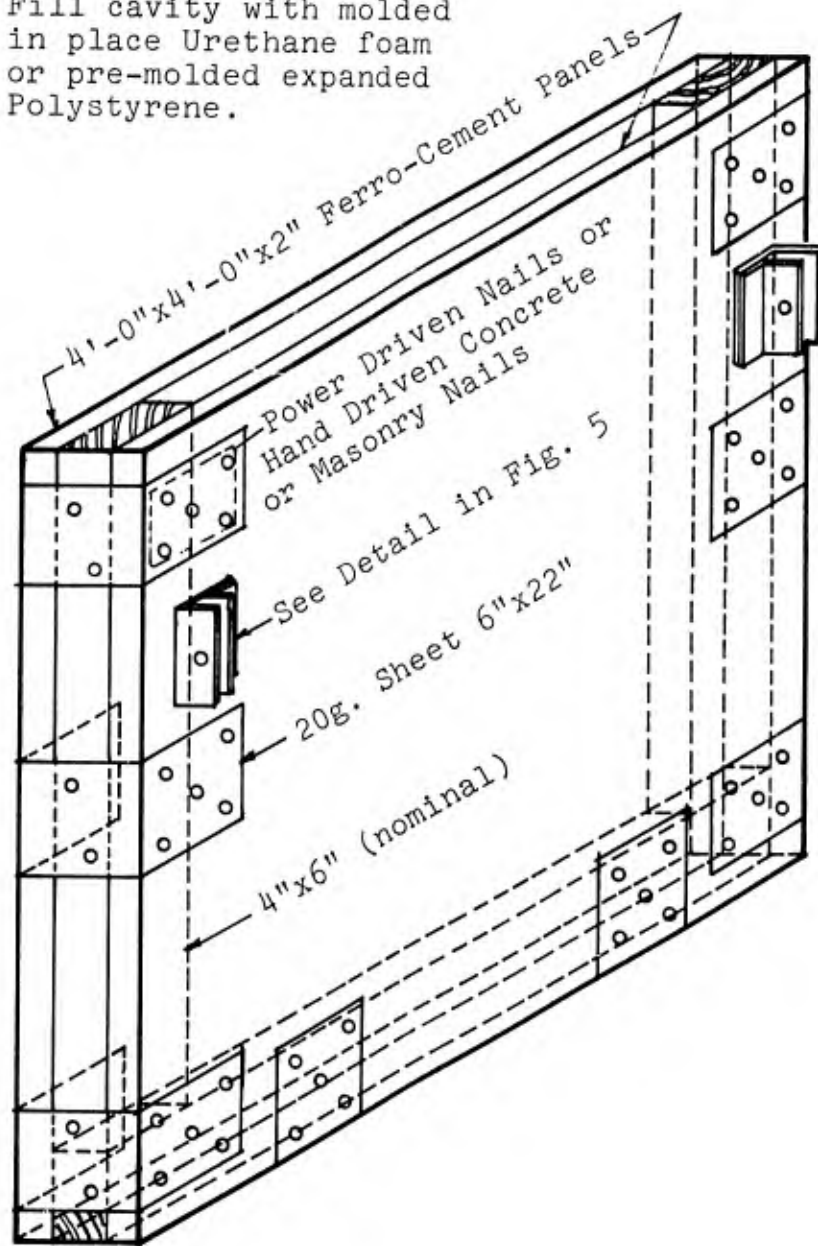 Fill cavity with molded
in place Urethane foam
or pre-molded expanded
Polystyrene.
4'-0"x4'-0"x2" Ferro-Cement Panels
Power Driven Nails or
Hand Driven Concrete
or Masonry Nails
See Detail in Fig. 5
20g. Sheet 6"x22"
4"x6" (nominal)